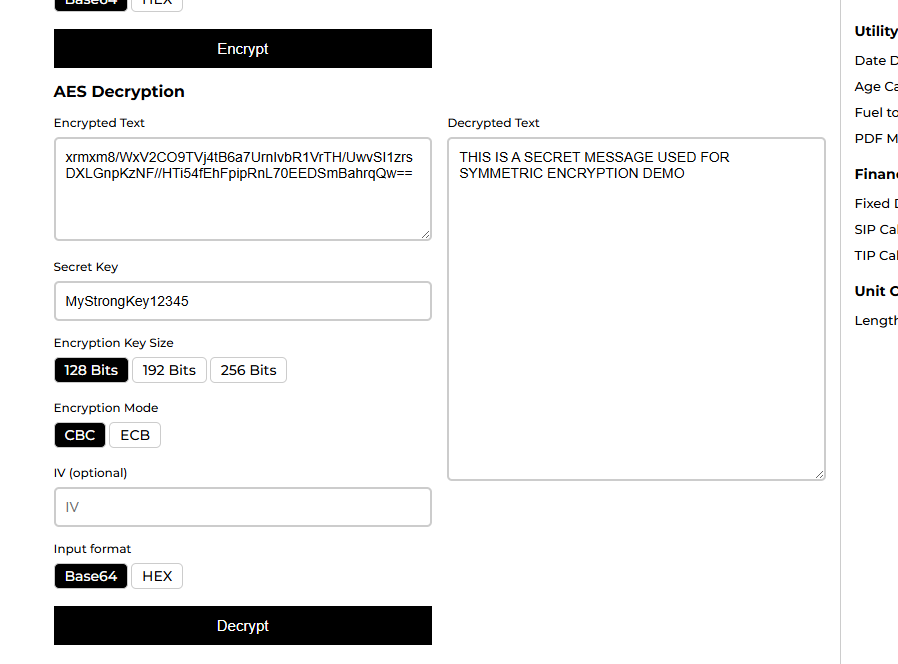 Base64 HEX
Encrypt
AES Decryption
Encrypted Text
xrmxm8/WxV2CO9TVj4tB6a7UrnIvbR1VrTH/UwvSI1zrs
DXLGnpKzNF//HTi54fEhFpipRnL70EEDSmBahrqQw==
Secret Key
MyStrongKey12345
Encryption Key Size
128 Bits 192 Bits 256 Bits
Encryption Mode
CBC ECB
IV (optional)
IV
Input format
Base64 HEX
Decrypt
Decrypted Text
THIS IS A SECRET MESSAGE USED FOR
SYMMETRIC ENCRYPTION DEMO
Utility
Date D
Age Ca
Fuel to
PDF M
Finan
Fixed D
SIP Cal
TIP Cal
Unit C
Length